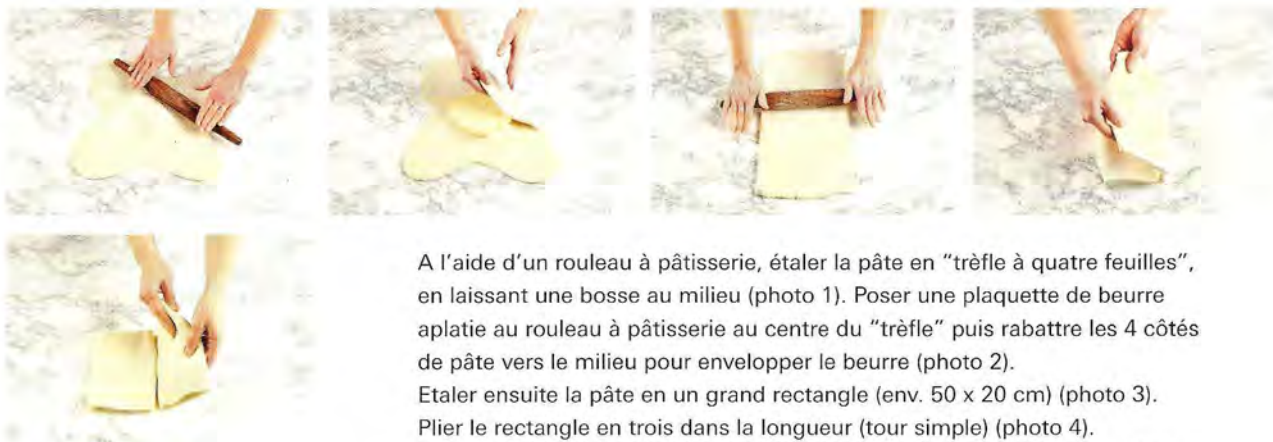 A l'aide d'un rouleau à pâtisserie, étaler la pâte en "trèfle à quatre feuilles",
en laissant une bosse au milieu (photo 1). Poser une plaquette de beurre
aplatie au rouleau à pâtisserie au centre du "trèfle" puis rabattre les 4 côtés
de pâte vers le milieu pour envelopper le beurre (photo 2).
Etaler ensuite la pâte en un grand rectangle (env. 50 x 20 cm) (photo 3).
Plier le rectangle en trois dans la longueur (tour simple) (photo 4).